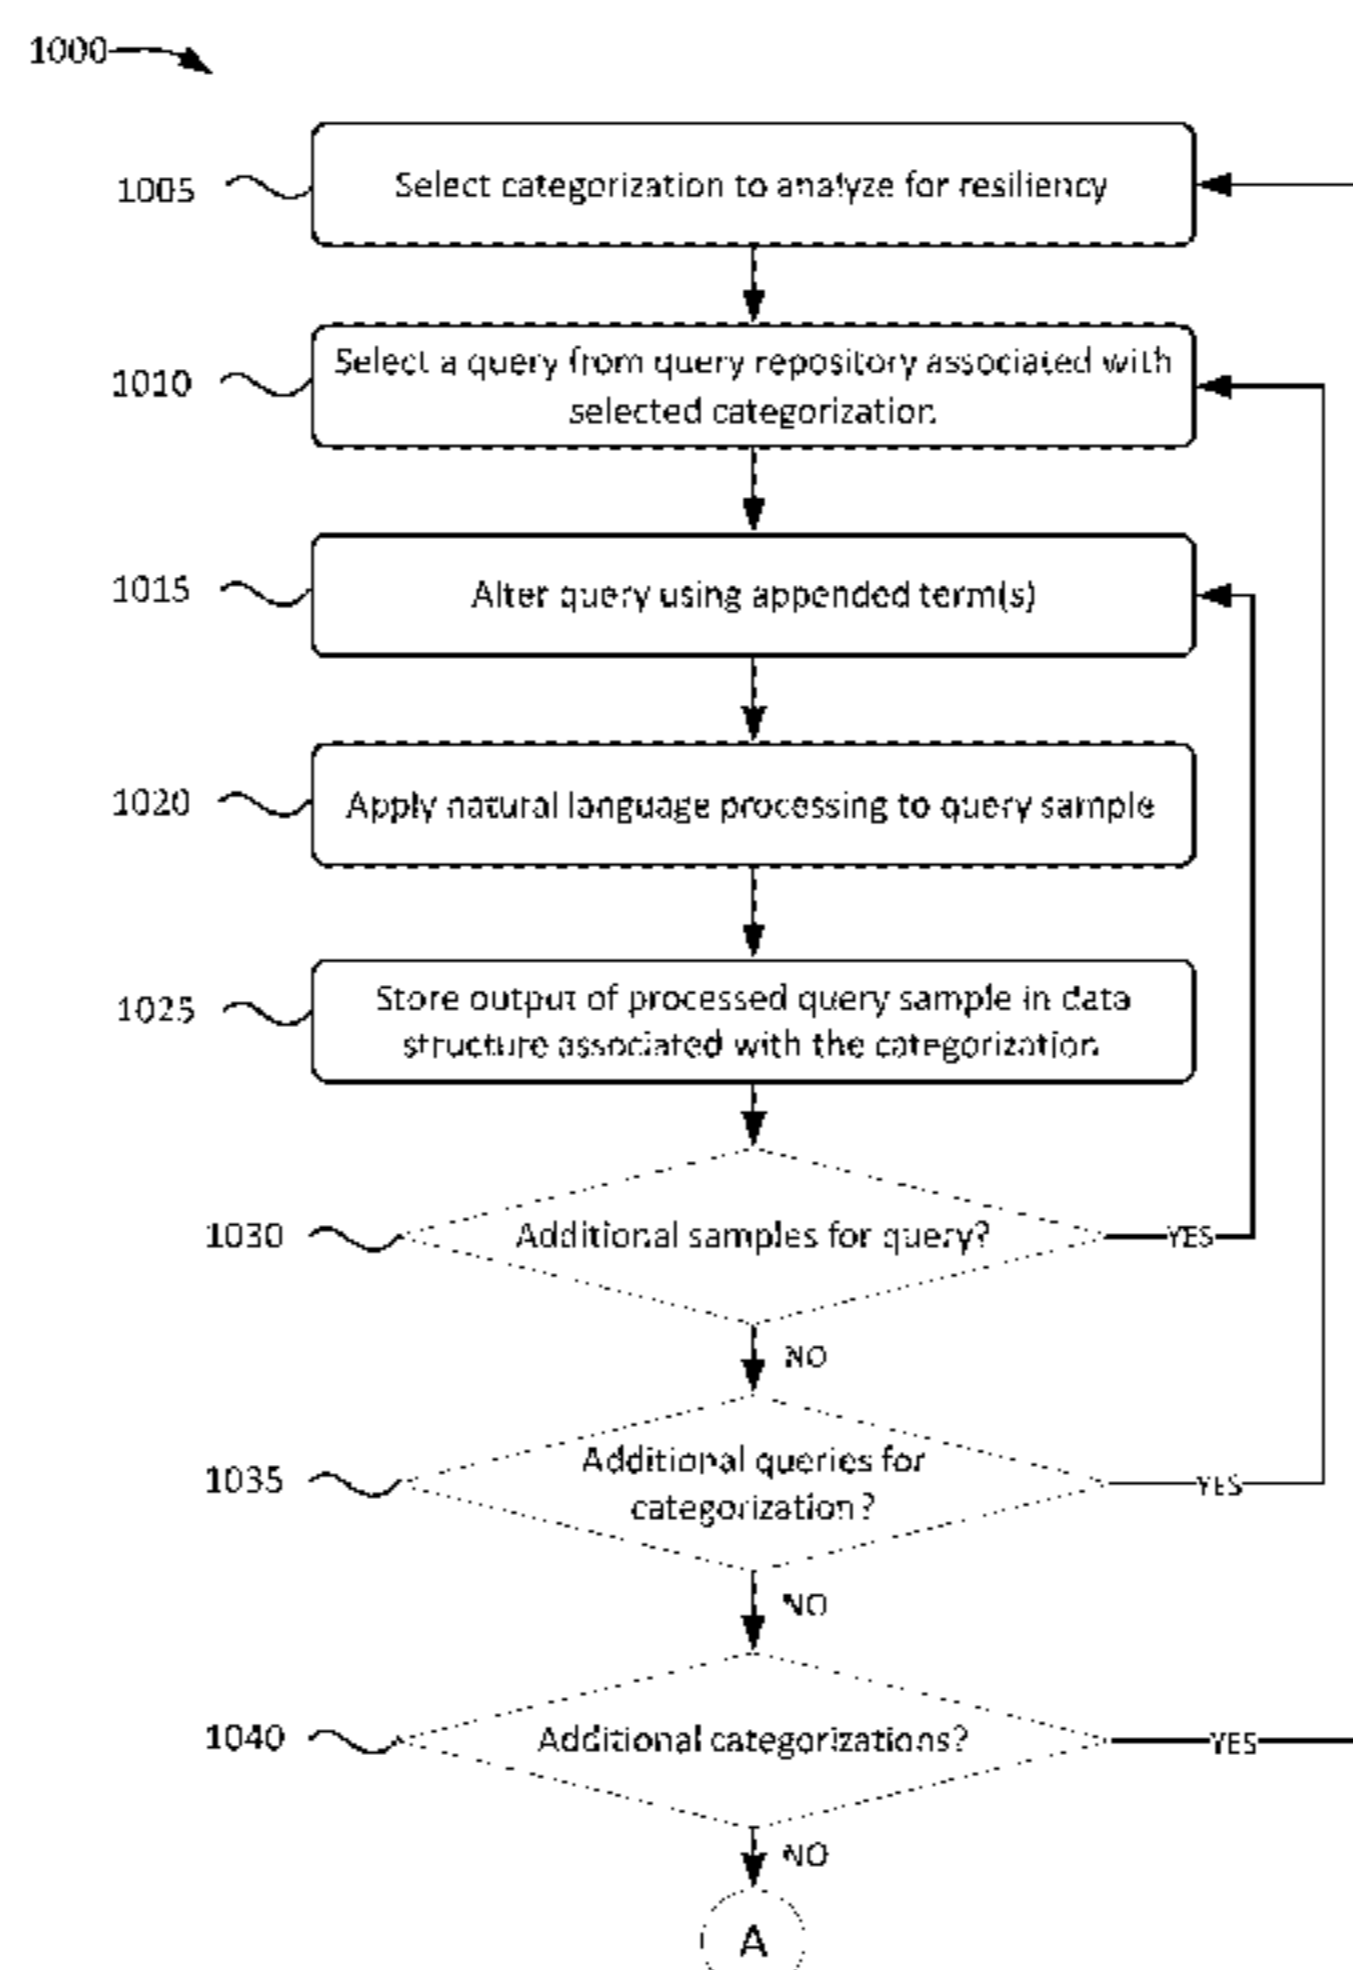 1000
1005
Select categorization to analyze for resiliency
1010
Select a query from query repository associated with
selected categorization
1015
Alter query using appended term(s)
1020
Apply natural language processing to query sample
1025
Store output of processed query sample in data
structure associated with the categorization
1030
Additional samples for query?
YES
NO
1035
Additional queries for
categorization?
YES
NO
1040
Additional categorizations?
YES
NO
A